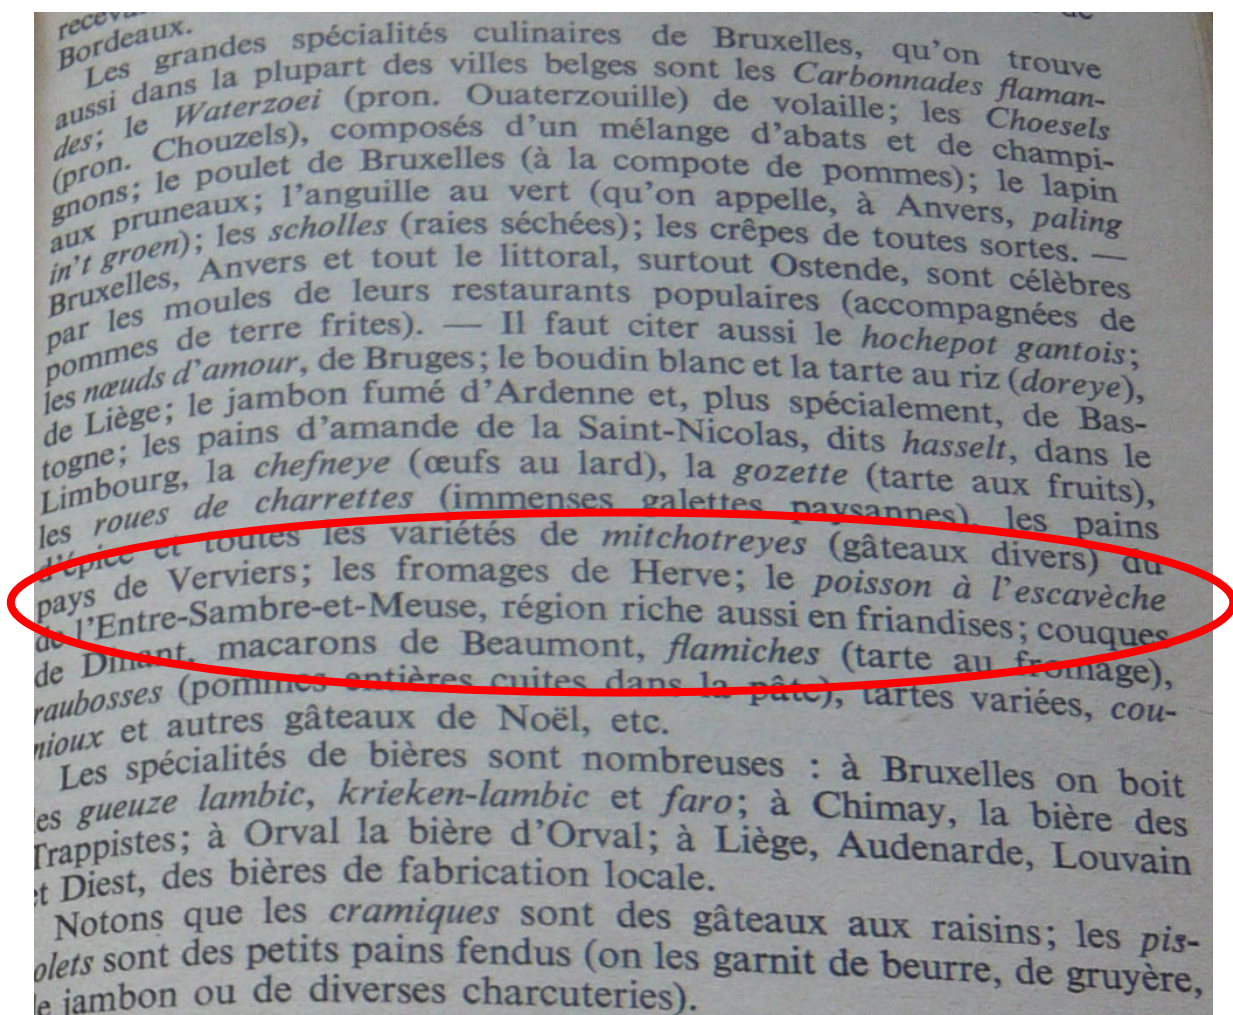 Bordeaux.
Les grandes spécialités culinaires de Bruxelles, qu'on trouve
aussi dans la plupart des villes belges sont les Carbonnades flaman-
des; le Waterzoei (pron. Ouaterzouille) de volaille; les Choesels
(pron. Chouzels), composés d'un mélange d'abats et de champi-
gnons; le poulet de Bruxelles (à la compote de pommes); le lapin
aux pruneaux; l'anguille au vert (qu'on appelle, à Anvers, paling
in't groen); les scholles (raies séchées); les crêpes de toutes sortes. —
Bruxelles, Anvers et tout le littoral, surtout Ostende, sont célèbres
par les moules de leurs restaurants populaires (accompagnées de
pommes de terre frites). — Il faut citer aussi le hochepot gantois;
les nœuds d'amour, de Bruges; le boudin blanc et la tarte au riz (doreye),
de Liège; le jambon fumé d'Ardenne et, plus spécialement, de Bas-
togne; les pains d'amande de la Saint-Nicolas, dits hasselt, dans le
Limbourg, la chefneye (œufs au lard), la gozette (tarte aux fruits),
les roues de charrettes (immenses galettes paysannes), les pains
d'épice et toutes les variétés de mitchotreyes (gâteaux divers) du
pays de Verviers; les fromages de Herve; le poisson à l'escavèche
de l'Entre-Sambre-et-Meuse, région riche aussi en friandises; couques
de Dinant, macarons de Beaumont, flamiches (tarte au fromage),
raubosses (pommes entières cuites dans la pâte), tartes variées, cou-
nioux et autres gâteaux de Noël, etc.
Les spécialités de bières sont nombreuses : à Bruxelles on boit
es gueuze lambic, krieken-lambic et faro; à Chimay, la bière des
Trappistes; à Orval la bière d'Orval; à Liège, Audenarde, Louvain
et Diest, des bières de fabrication locale.
Notons que les cramiques sont des gâteaux aux raisins; les pis-
olets sont des petits pains fendus (on les garnit de beurre, de gruyère,
e jambon ou de diverses charcuteries).